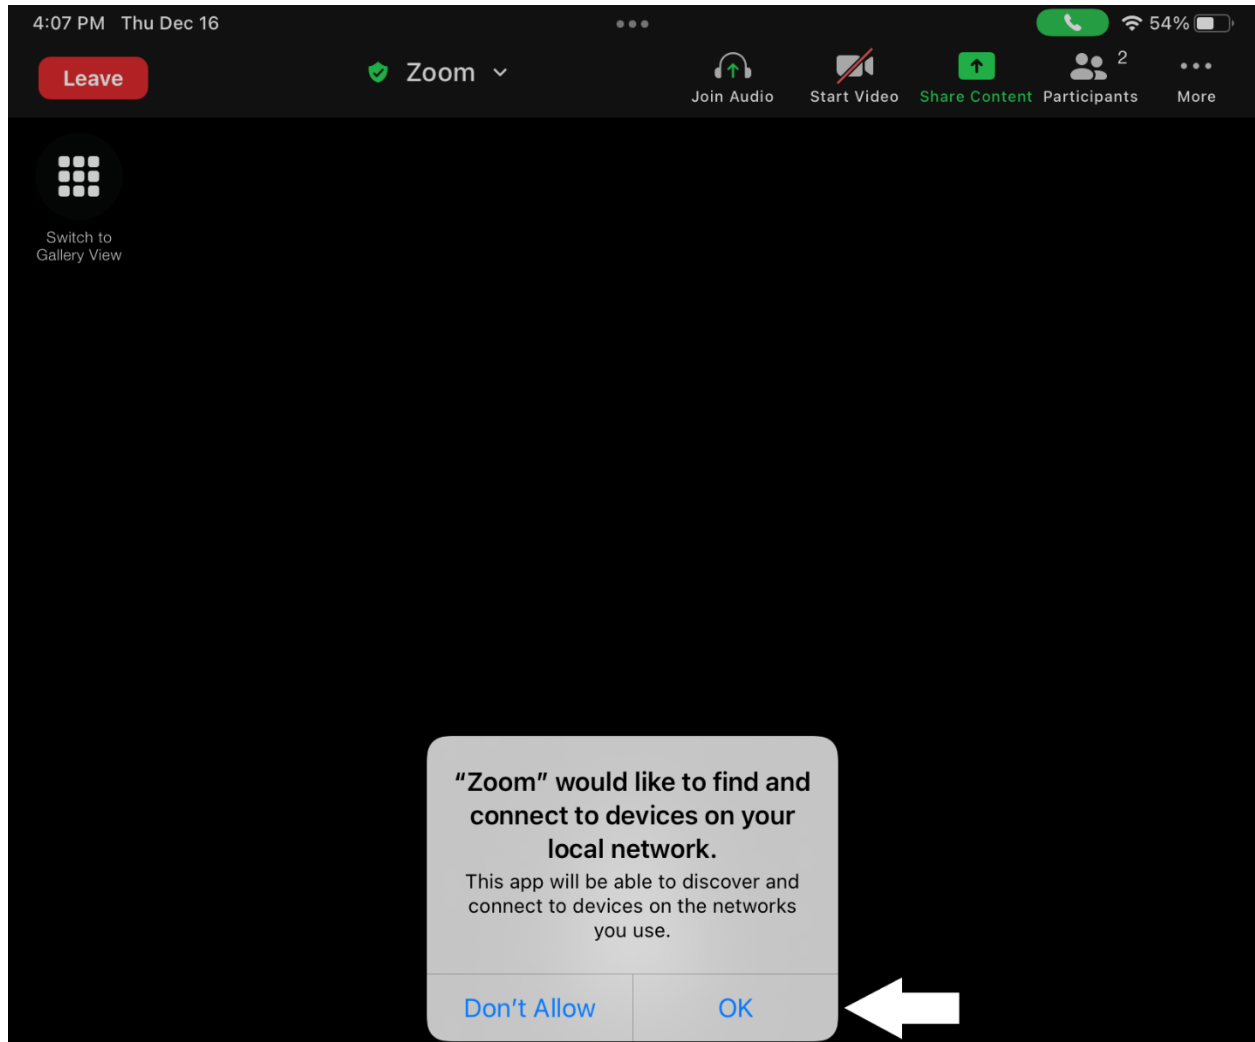 4:07 PM Thu Dec 16
54%
Leave
Zoom
2
Join Audio
Start Video
Share Content
Participants
More
Switch to
Gallery View
“Zoom” would like to find and
connect to devices on your
local network.
This app will be able to discover and
connect to devices on the networks
you use.
Don’t Allow
OK